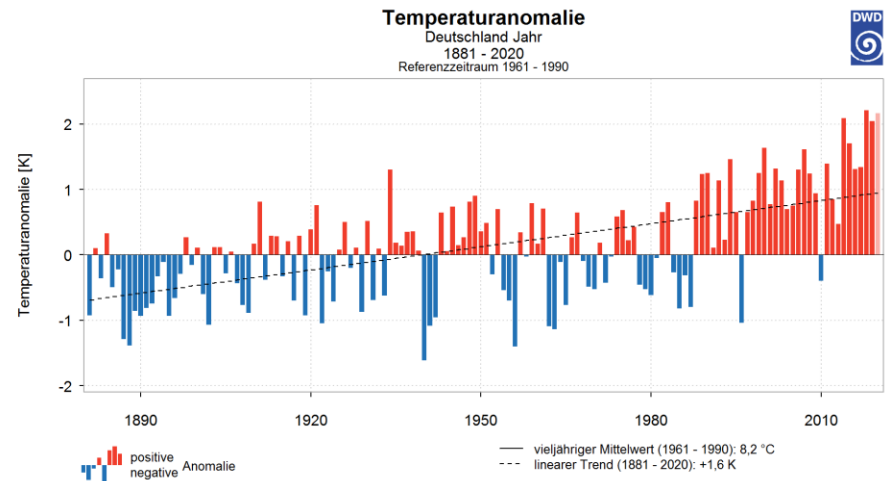 Temperaturanomalie
Deutschland Jahr
1881 - 2020
Referenzzeitraum 1961 - 1990
DWD
Temperaturanomalie [K]
2
1
0
-1
-2
1890
1920
1950
1980
2010
positive
negative
Anomalie
vieljähriger Mittelwert (1961 - 1990): 8,2 °C
linearer Trend (1881 - 2020): +1,6 K